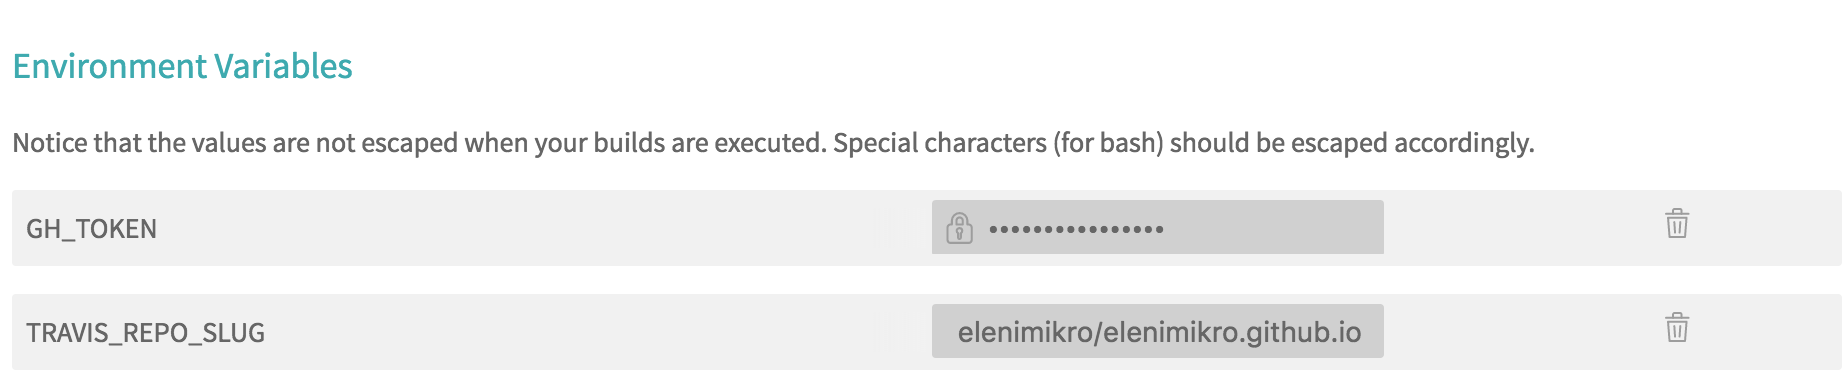 Environment Variables
Notice that the values are not escaped when your builds are executed. Special characters (for bash) should be escaped accordingly.
GH_TOKEN ••••••••••••••••
TRAVIS_REPO_SLUG elenimikro/elenimikro.github.io